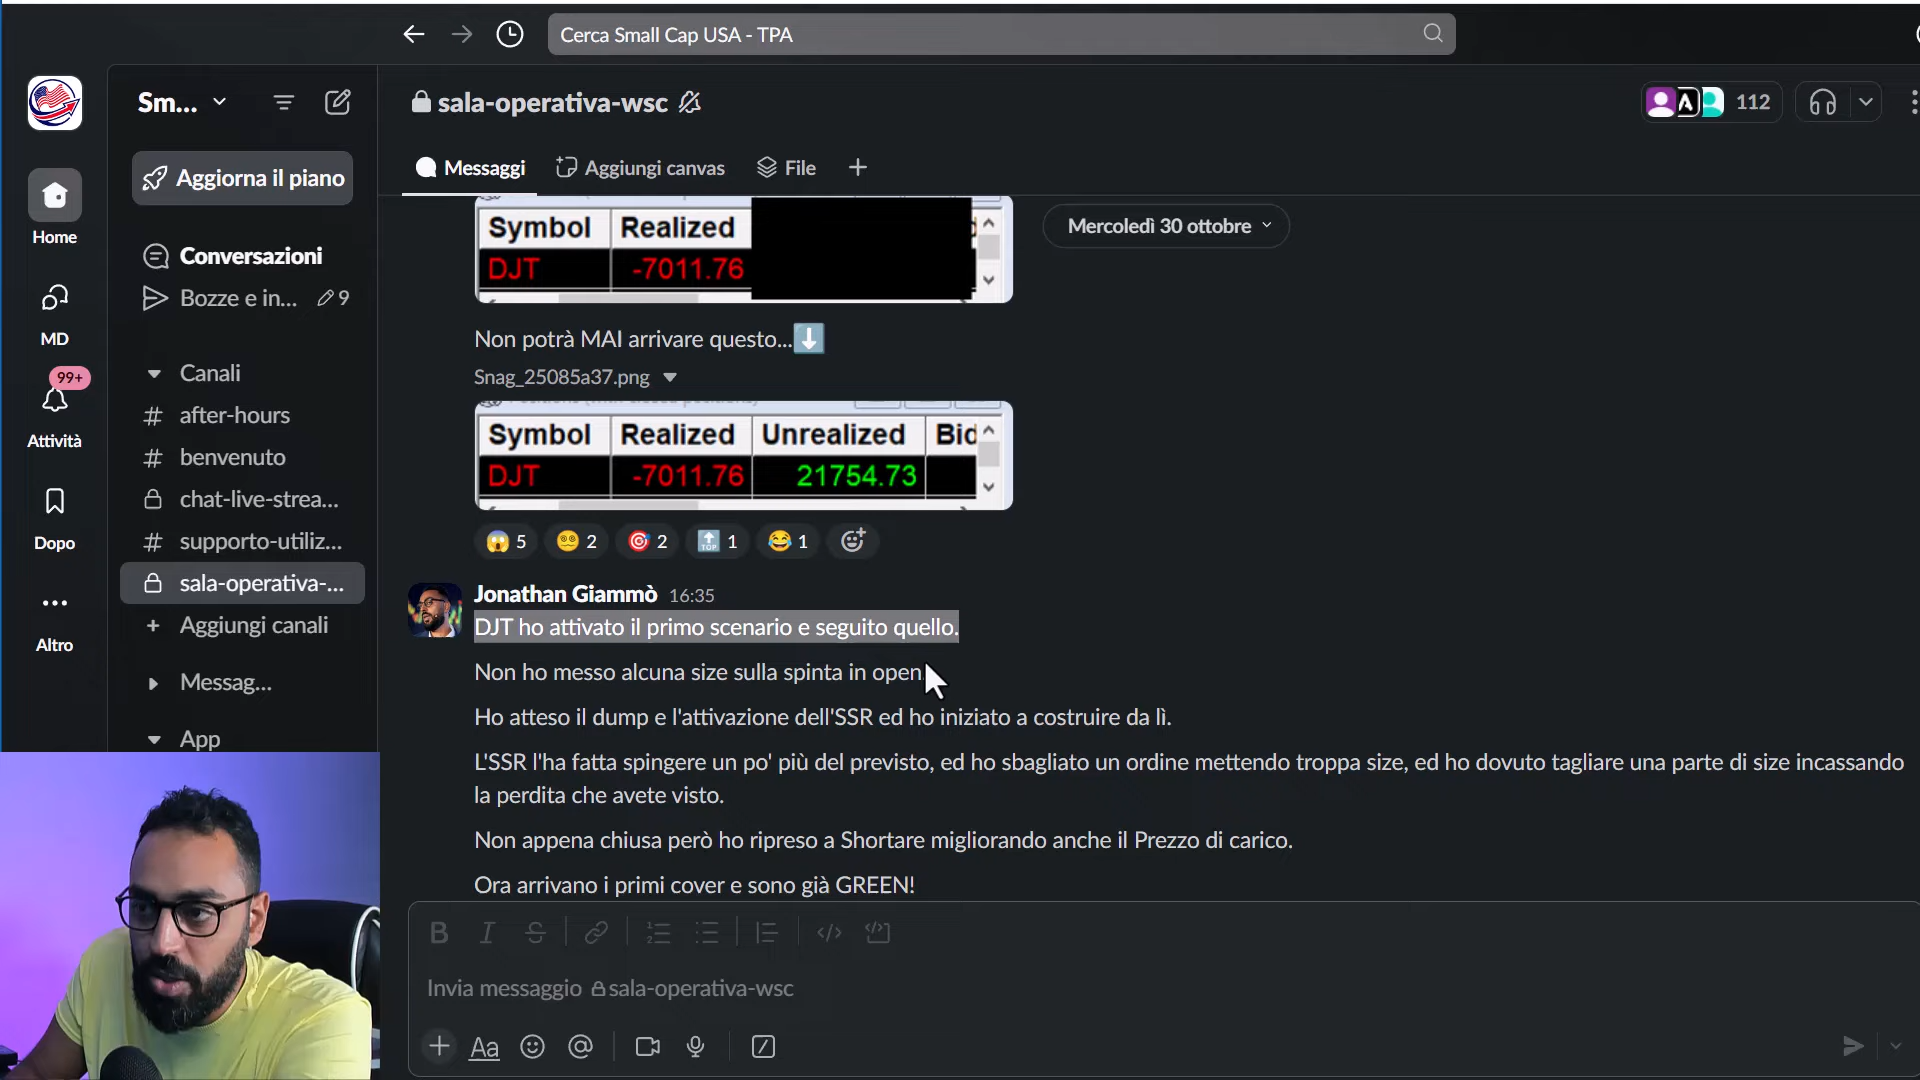 Cerca Small Cap USA - TPA
Sm...
sala-operativa-wsc
112
Messaggi
Aggiungi canvas
File
Aggiorna il piano
Home
MD
99+
Attività
Dopo
Altro
Conversazioni
Bozze e in...
9
Canali
after-hours
benvenuto
chat-live-strea...
supporto-utiliz...
sala-operativa-...
Aggiungi canali
Messag...
App
Mercoledì 30 ottobre
Symbol Realized
DJT -7011.76
Non potrà MAI arrivare questo...
Snag_25085a37.png
Symbol Realized Unrealized Bid
DJT -7011.76 21754.73
5 2 2 TOP 1 1
Jonathan Giammò 16:35
DJT ho attivato il primo scenario e seguito quello.
Non ho messo alcuna size sulla spinta in open
Ho atteso il dump e l'attivazione dell'SSR ed ho iniziato a costruire da lì.
L'SSR l'ha fatta spingere un po' più del previsto, ed ho sbagliato un ordine mettendo troppa size, ed ho dovuto tagliare una parte di size incassando
la perdita che avete visto.
Non appena chiusa però ho ripreso a Shortare migliorando anche il Prezzo di carico.
Ora arrivano i primi cover e sono già GREEN!
Invia messaggio sala-operativa-wsc
Aa